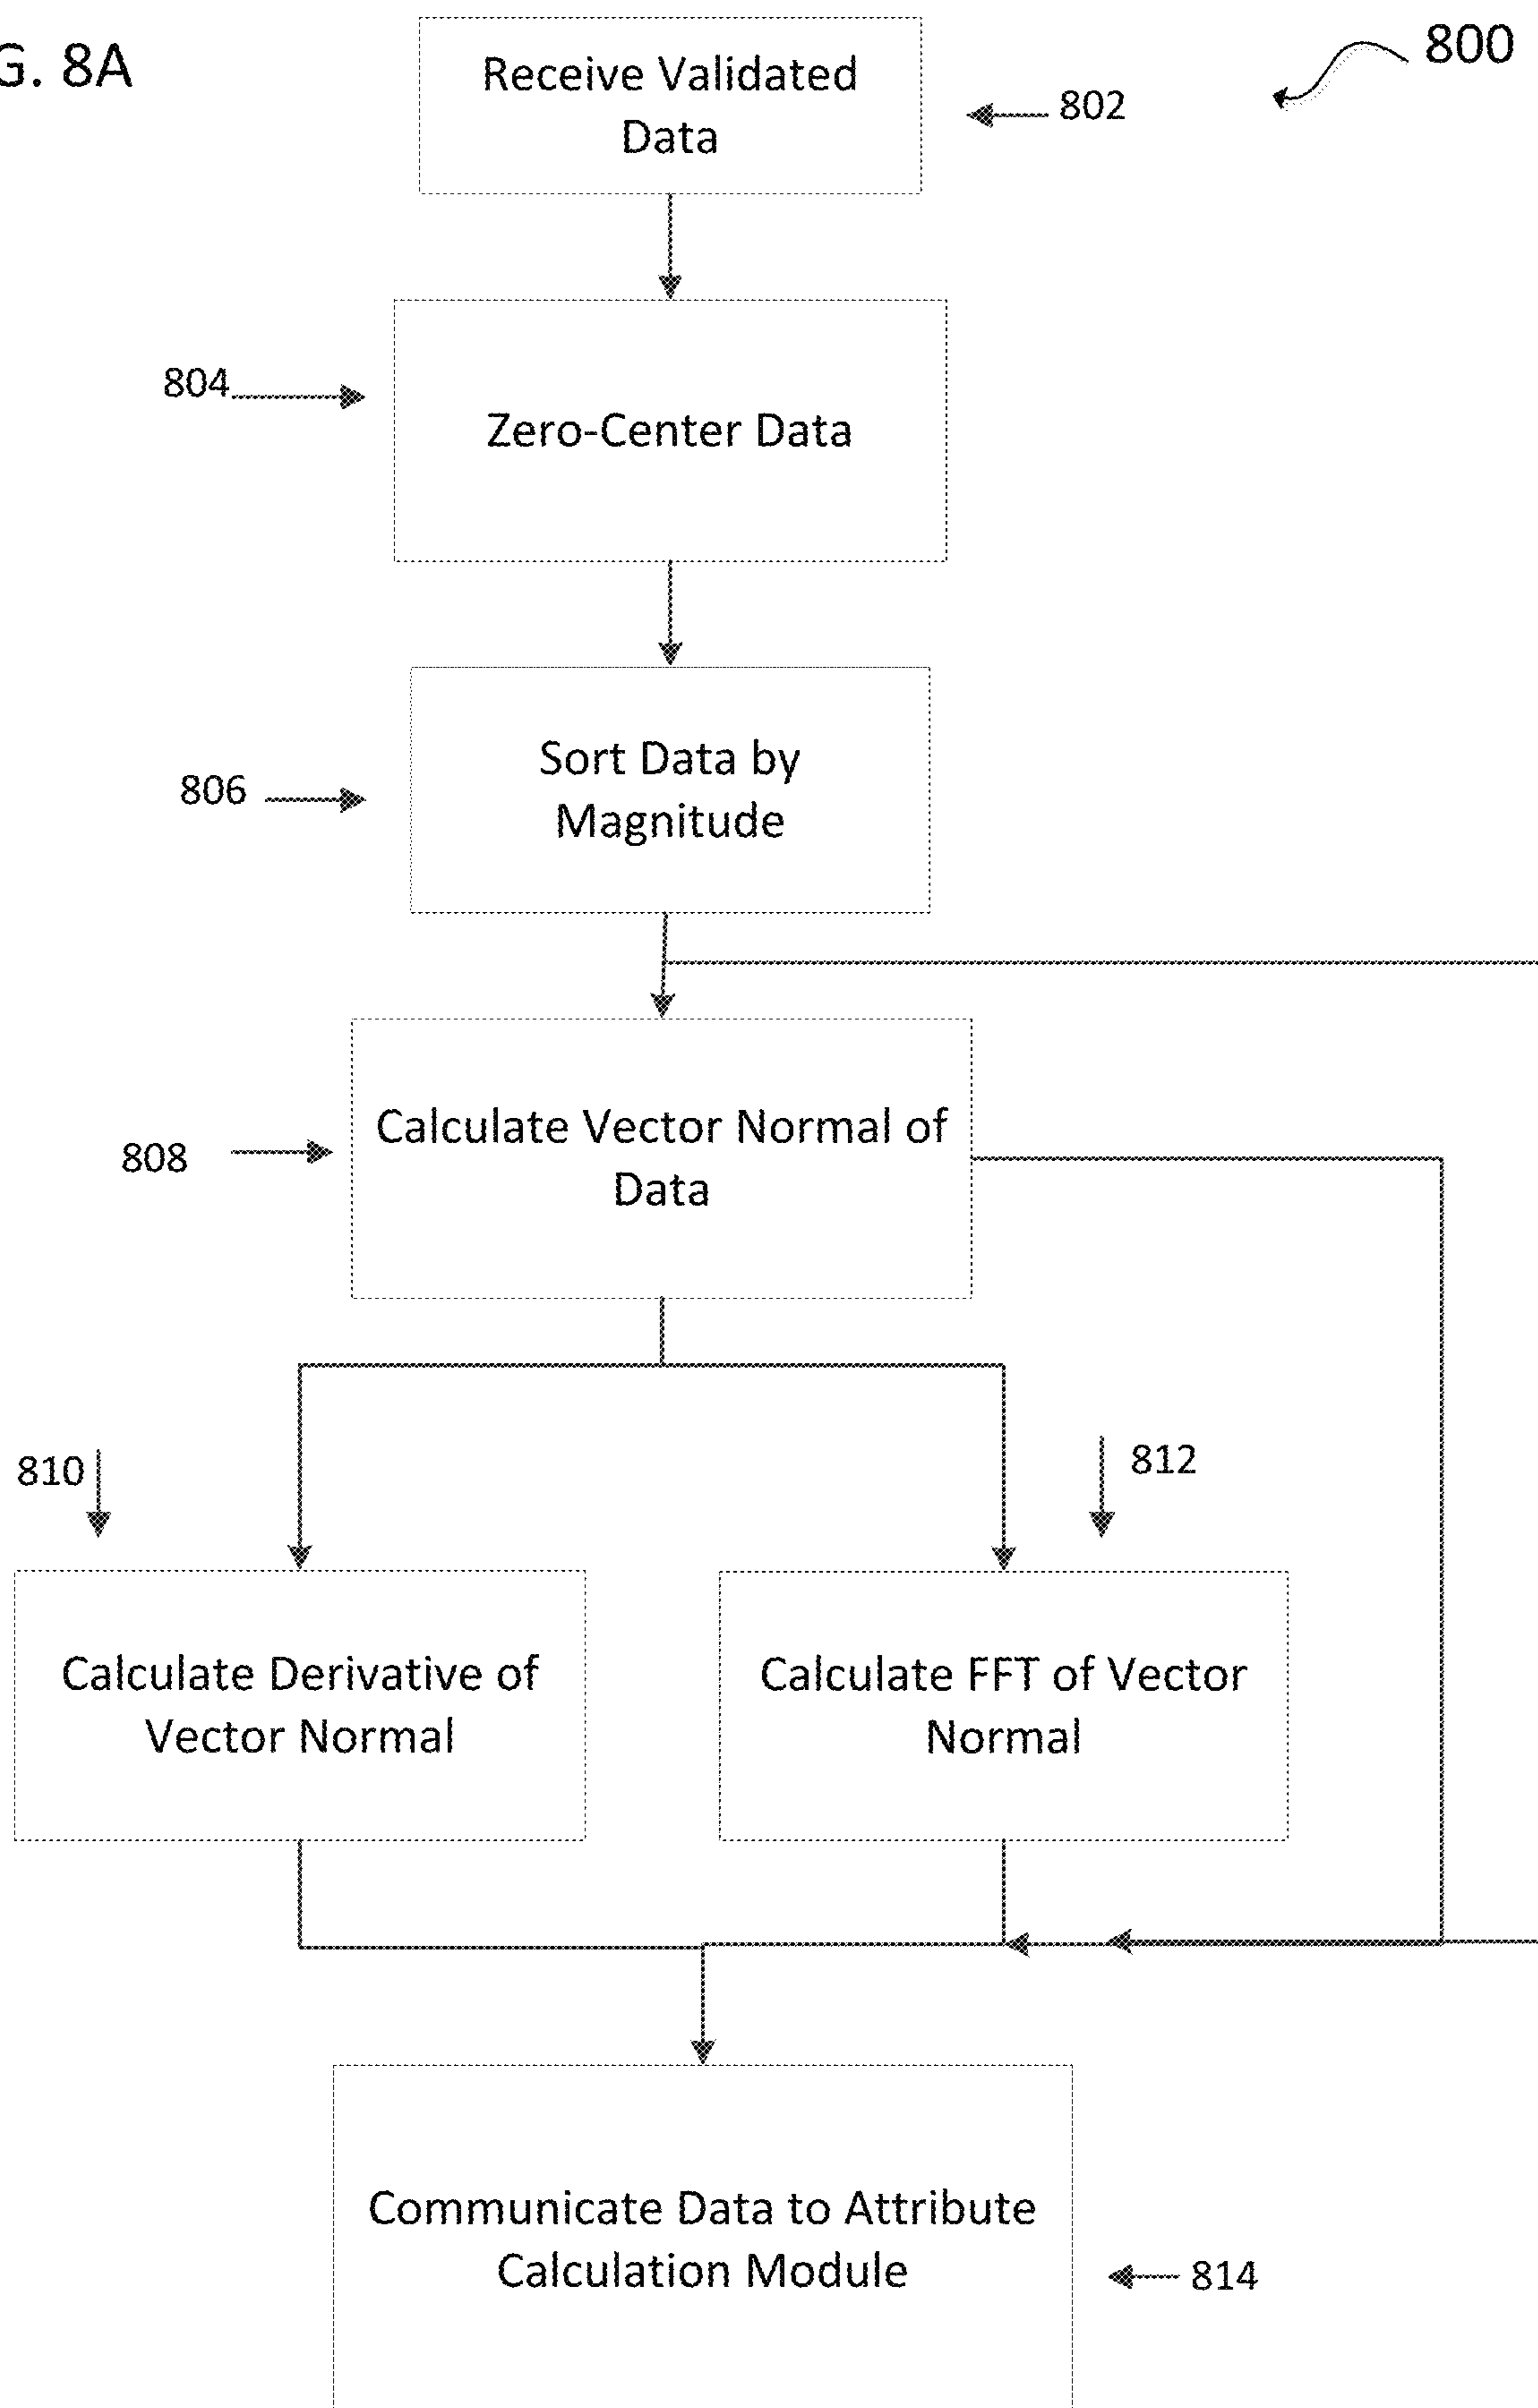 G. 8A
800
Receive Validated
Data
802
804
Zero-Center Data
806
Sort Data by
Magnitude
808
Calculate Vector Normal of
Data
810
812
Calculate Derivative of
Vector Normal
Calculate FFT of Vector
Normal
Communicate Data to Attribute
Calculation Module
814